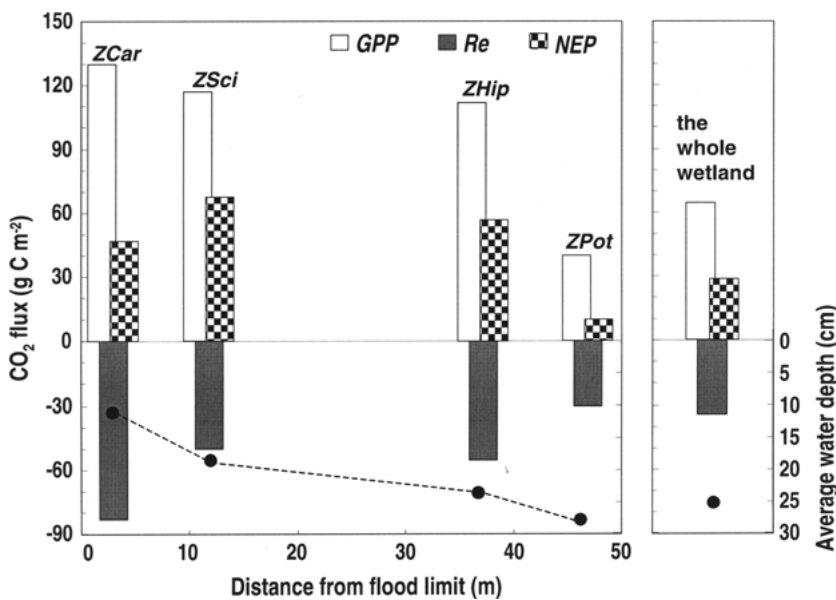 150
120
90
60
30
0
-30
-60
-90
CO2 flux (g C m-2)
ZCar
ZSci
ZHip
ZPot
GPP
Re
NEP
0
10
20
30
40
50
Distance from flood limit (m)
the
whole
wetland
0
5
10
15
20
25
30
Average water depth (cm)